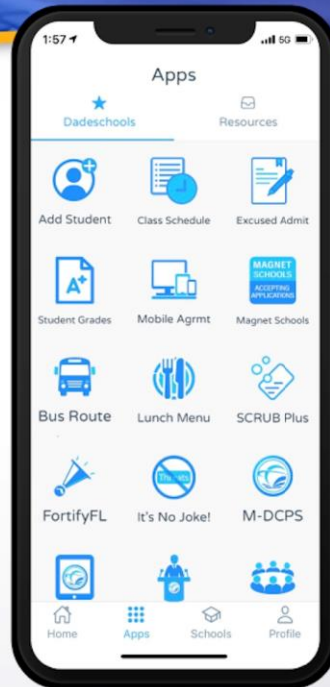 1:57
5G
Apps
Dadeschools
Resources
Add Student
Class Schedule
Excused Admit
A+
Student Grades
Mobile Agrmt
MAGNET
SCHOOLS
ACCEPTING
APPLICATIONS
Magnet Schools
Bus Route
Lunch Menu
SCRUB Plus
Threats
FortifyFL
It's No Joke!
M-DCPS
Home
Apps
Schools
Profile